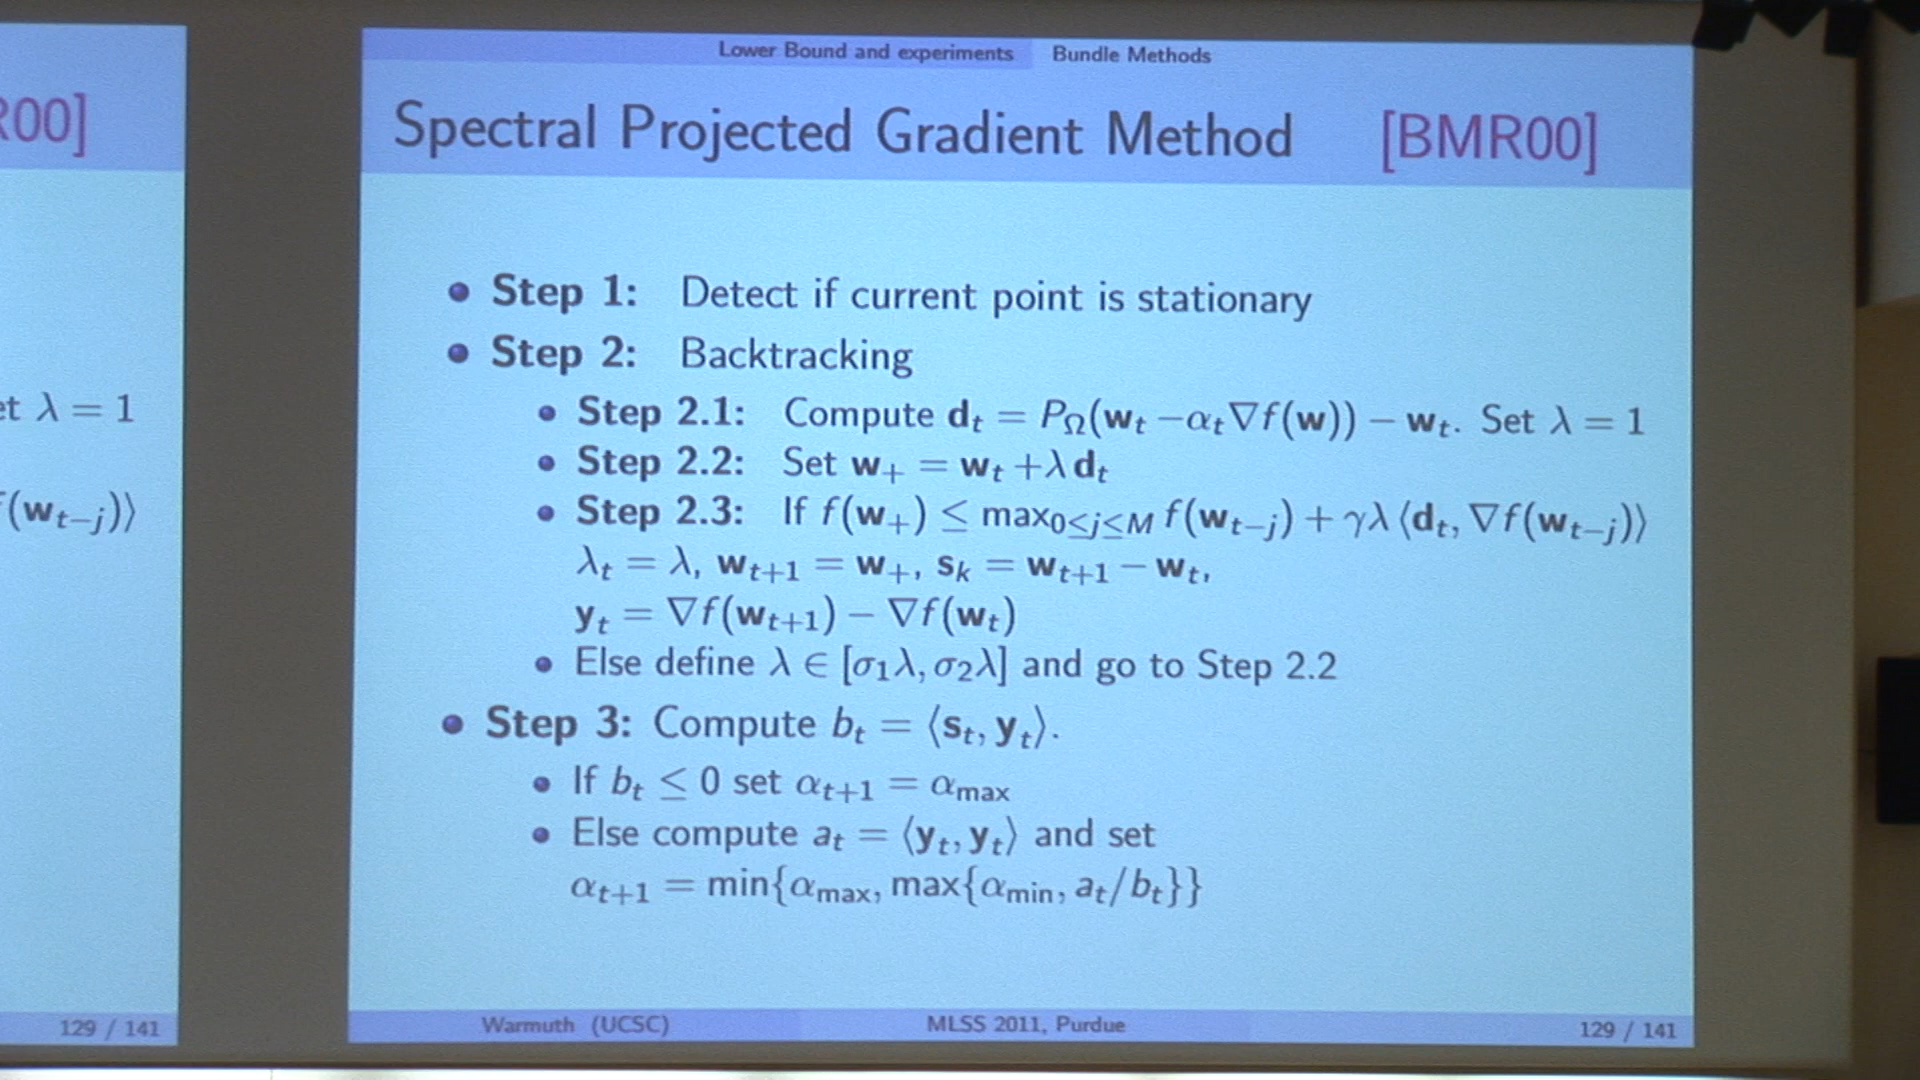 R00]
et λ = 1
f(w_{t−j})⟩
129 / 141
Lower Bound and experiments Bundle Methods
Spectral Projected Gradient Method [BMR00]
• Step 1: Detect if current point is stationary
• Step 2: Backtracking
• Step 2.1: Compute d_t = P_Ω(w_t − α_t∇f(w)) − w_t. Set λ = 1
• Step 2.2: Set w_+ = w_t + λ d_t
• Step 2.3: If f(w_+) ≤ max_{0≤j≤M} f(w_{t−j}) + γλ ⟨d_t, ∇f(w_{t−j})⟩
λ_t = λ, w_{t+1} = w_+, s_k = w_{t+1} − w_t,
y_t = ∇f(w_{t+1}) − ∇f(w_t)
• Else define λ ∈ [σ_1λ, σ_2λ] and go to Step 2.2
• Step 3: Compute b_t = ⟨s_t, y_t⟩.
• If b_t ≤ 0 set α_{t+1} = α_max
• Else compute a_t = ⟨y_t, y_t⟩ and set
α_{t+1} = min{α_max, max{α_min, a_t/b_t}}
Warmuth (UCSC) MLSS 2011, Purdue 129 / 141